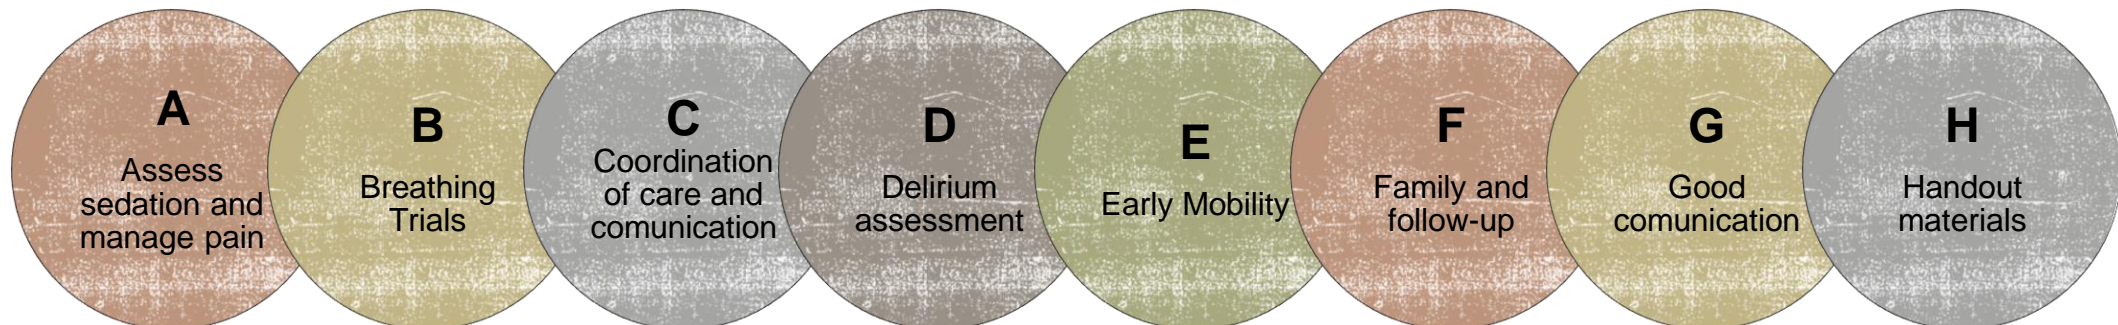 A
Assess
sedation and
manage pain
B
Breathing
Trials
C
Coordination
of care and
comunication
D
Delirium
assessment
E
Early Mobility
F
Family and
follow-up
G
Good
comunication
H
Handout
materials